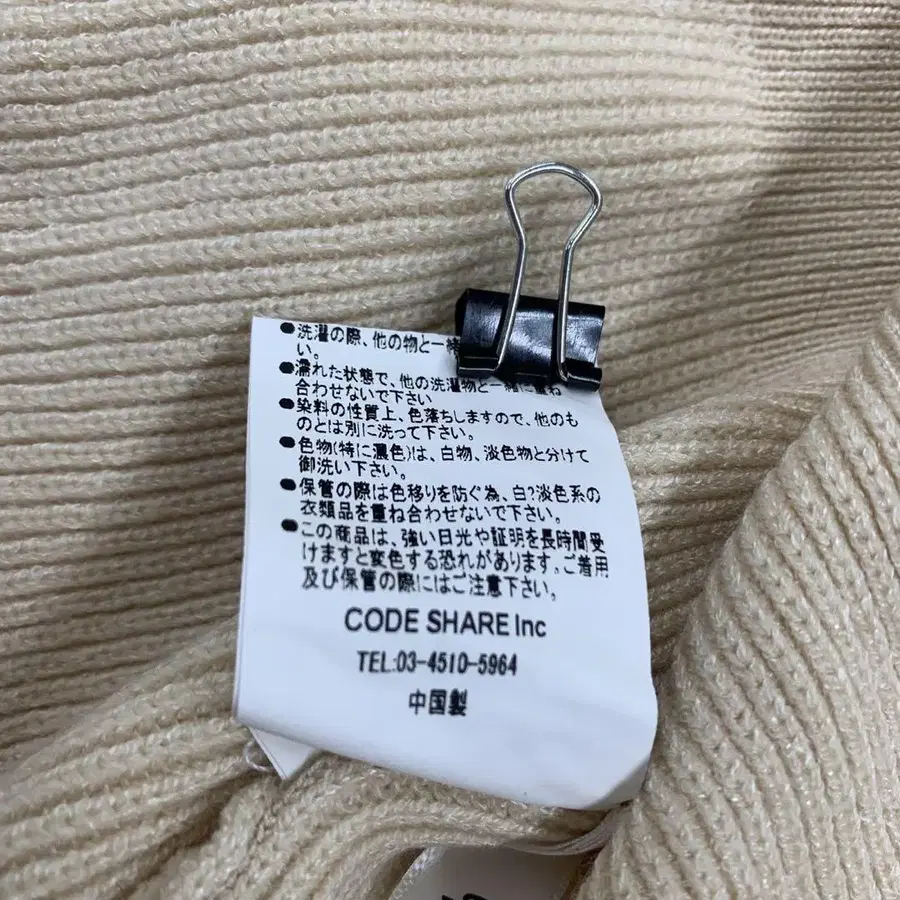 ●洗濯の際、他の物と一緒
い。
●濡れた状態で、他の洗濯物と一緒に重ね
合わせないで下さい
●染料の性質上、色落ちしますので、他のも
のとは別に洗って下さい。
●色物(特に濃色)は、白物、淡色物と分けて
御洗い下さい。
●保管の際は色移りを防ぐ為、白?淡色系の
衣類品を重ね合わせないで下さい。
●この商品は、強い日光や証明を長時間受
けますと変色する恐れがあります。ご着用
及び保管の際にはご注意下さい。
CODE SHARE Inc
TEL:03-4510-5964
中国製